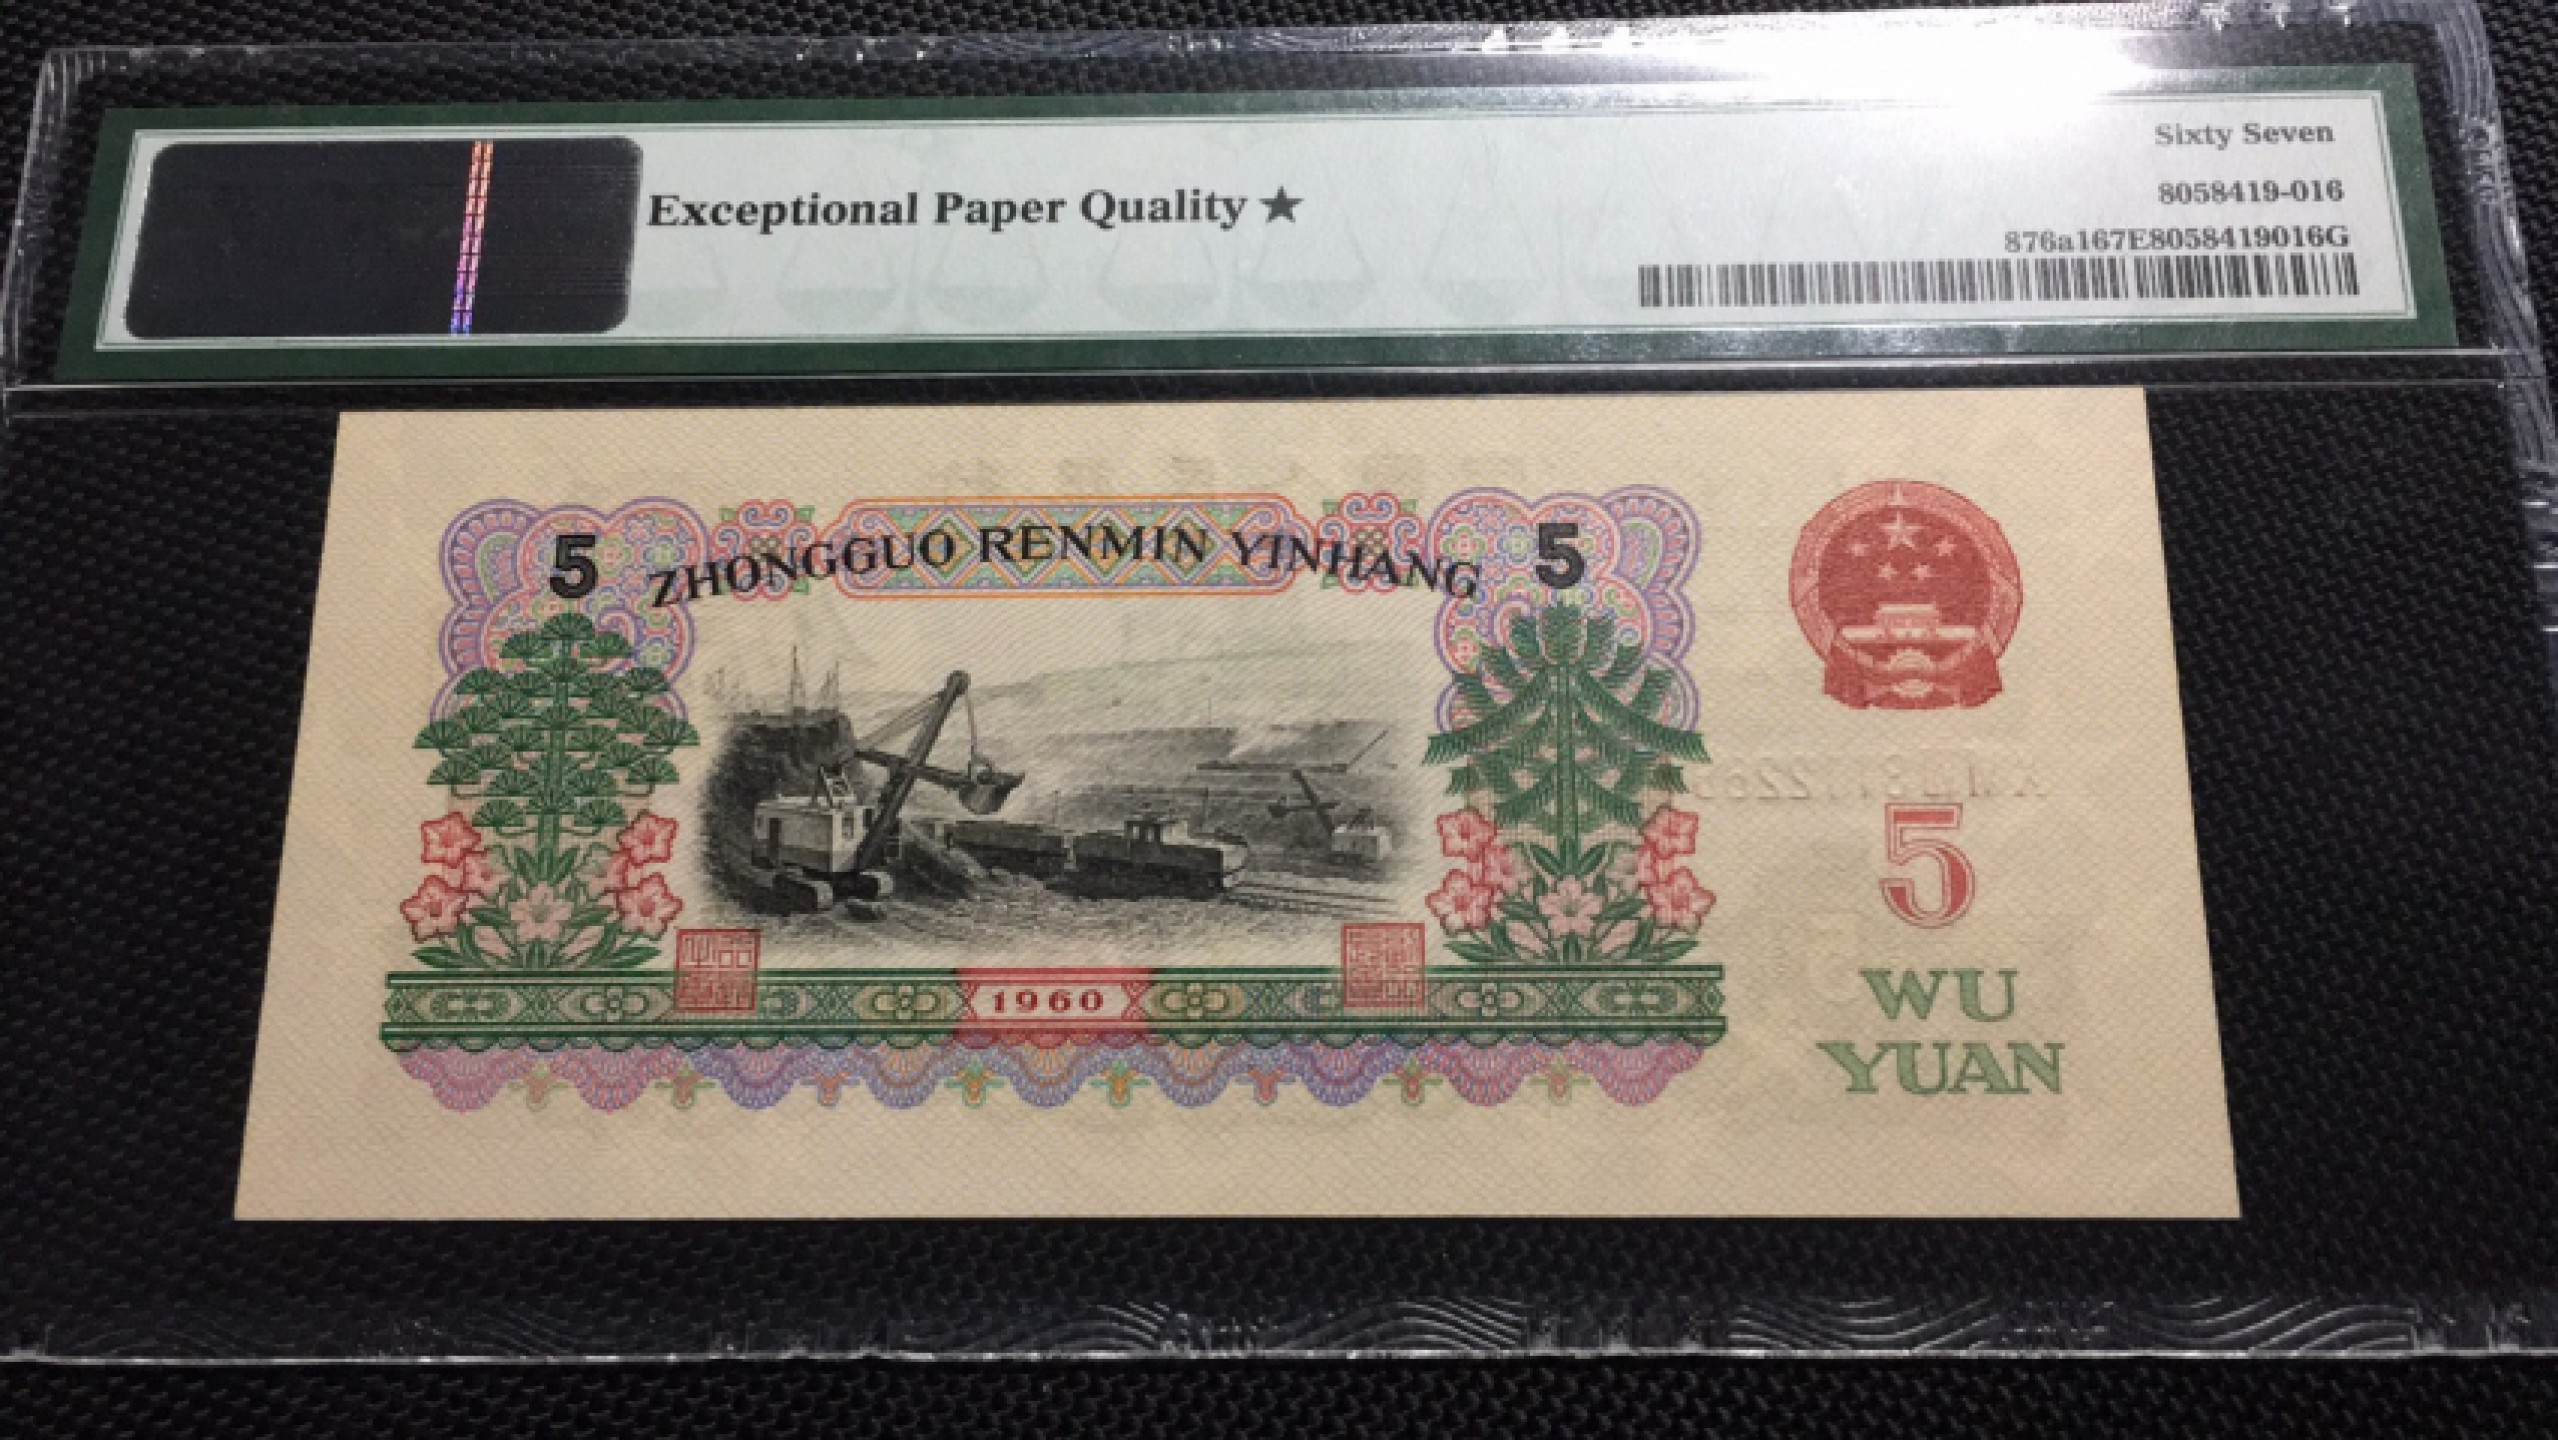 Sixty Seven
Exceptional Paper Quality ★
8058419-016
876a167E8058419016G
5 ZHONGGUO RENMIN YINHANG 5
5
1960
WU
YUAN